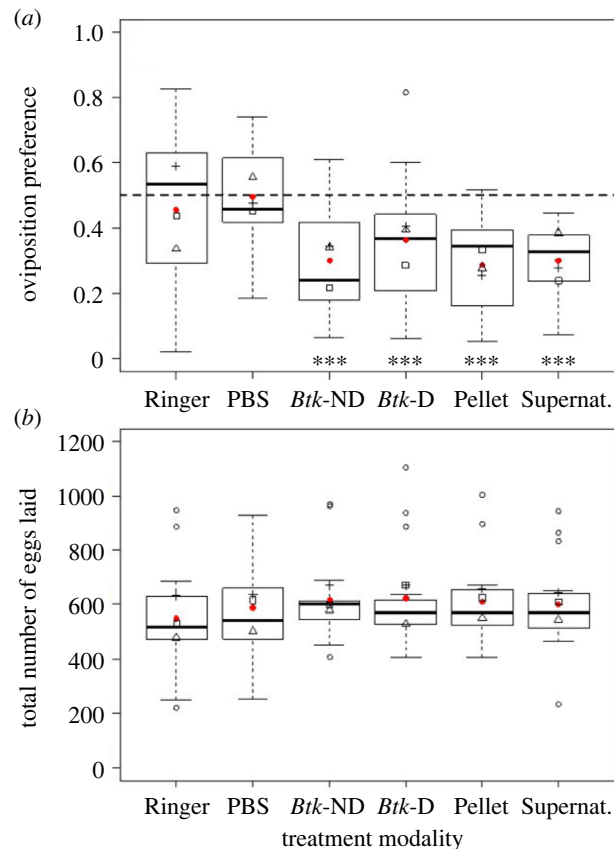 (a)
1.0
0.8
0.6
0.4
0.2
0
oviposition preference
*** *** *** ***
Ringer PBS Btk-ND Btk-D Pellet Supernat.
(b)
1200
1000
800
600
400
200
0
total number of eggs laid
Ringer PBS Btk-ND Btk-D Pellet Supernat.
treatment modality